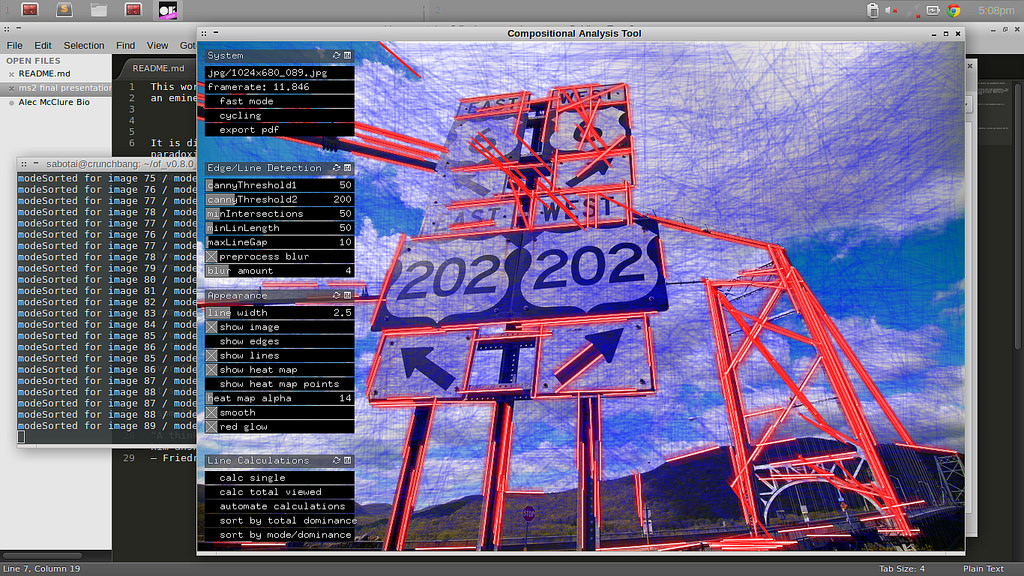 1
2
5:08pm
File Edit Selection Find View Got
OPEN FILES
README.md
ms2 final presentation
Alec McClure Bio
README.md
1 This wor
2 an emine
3
4
5
6 It is di
paradoxi
29 — Friedr
sabotai@crunchbang: ~/of_v0.8.0
modeSorted for image 75 / mode
modeSorted for image 76 / mode
modeSorted for image 77 / mode
modeSorted for image 78 / mode
modeSorted for image 77 / mode
modeSorted for image 76 / mode
modeSorted for image 77 / mode
modeSorted for image 78 / mode
modeSorted for image 79 / mode
modeSorted for image 80 / mode
modeSorted for image 81 / mode
modeSorted for image 82 / mode
modeSorted for image 83 / mode
modeSorted for image 84 / mode
modeSorted for image 85 / mode
modeSorted for image 86 / mode
modeSorted for image 85 / mode
modeSorted for image 86 / mode
modeSorted for image 87 / mode
modeSorted for image 88 / mode
modeSorted for image 87 / mode
modeSorted for image 88 / mode
modeSorted for image 89 / mode
Compositional Analysis Tool
System
jpg/1024x680_089.jpg
framerate: 11.846
fast mode
cycling
export pdf
Edge/Line Detection
cannyThreshold1 50
cannyThreshold2 200
minIntersections 50
minLinLength 50
maxLineGap 10
preprocess blur
blur amount 4
Appearance
line width 2.5
show image
show edges
show lines
show heat map
show heat map points
heat map alpha 14
smooth
red glow
Line Calculations
calc single
calc total viewed
automate calculations
sort by total dominance
sort by mode/dominance
EAST WEST
EAST WEST
202 202
STOP
Line 7, Column 19
Tab Size: 4
Plain Text